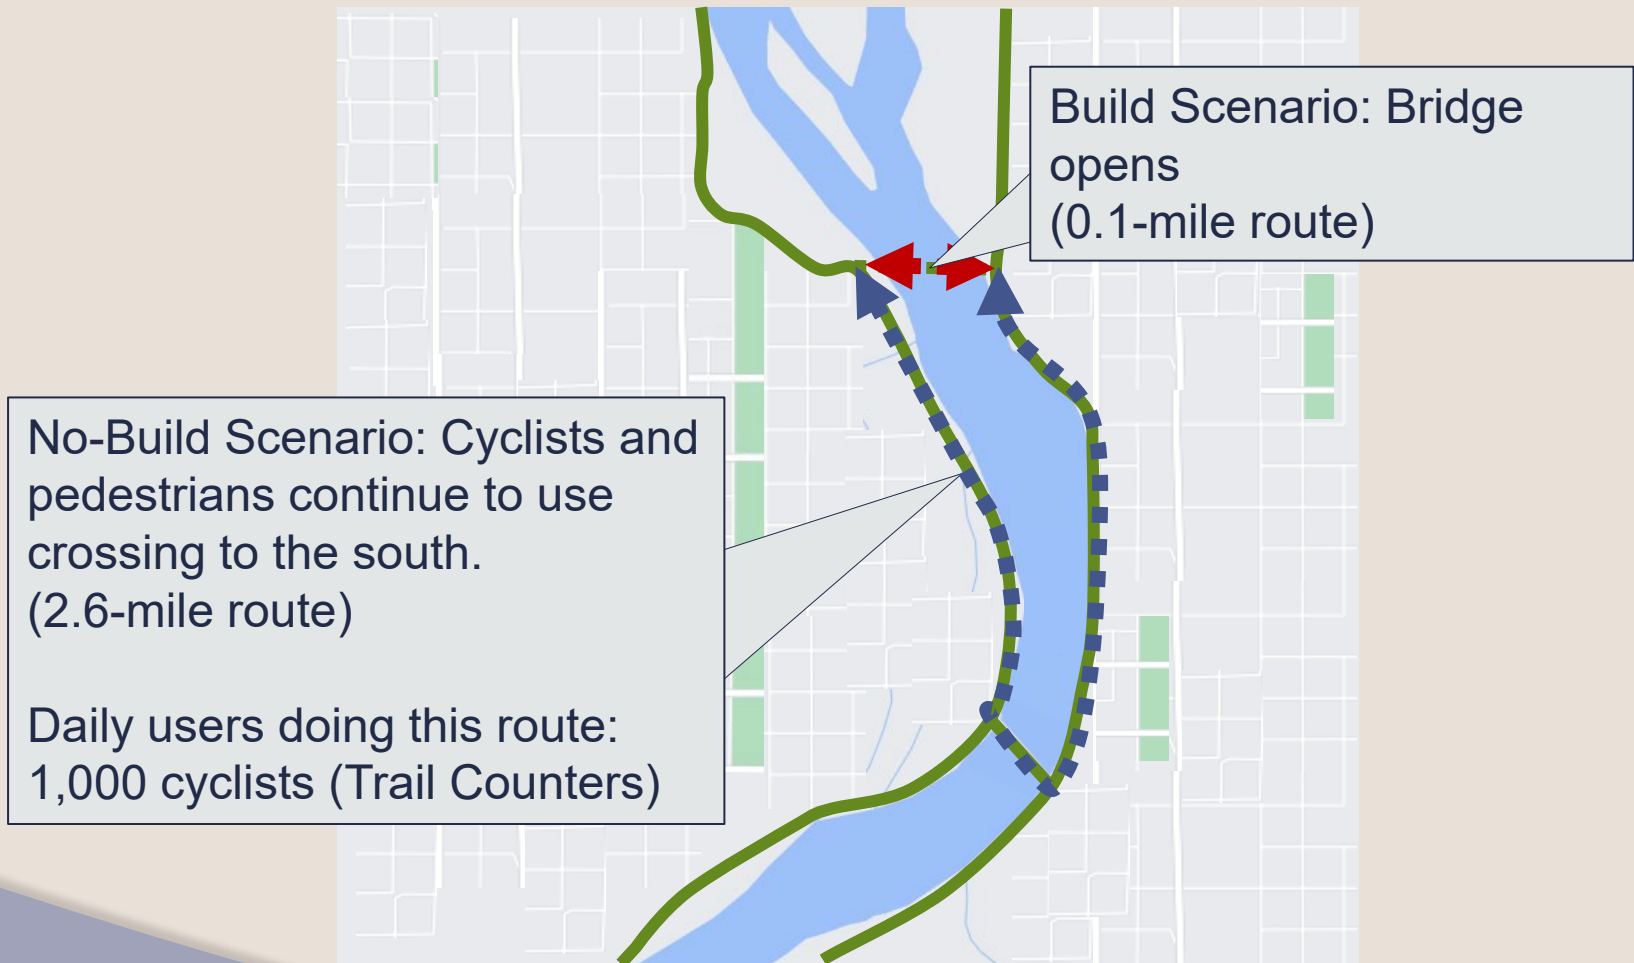 Build Scenario: Bridge
opens
(0.1-mile route)
No-Build Scenario: Cyclists and
pedestrians continue to use
crossing to the south.
(2.6-mile route)
Daily users doing this route:
1,000 cyclists (Trail Counters)